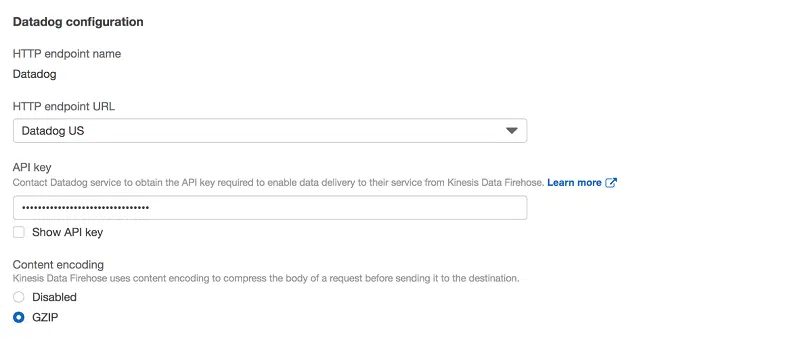 Datadog configuration
HTTP endpoint name
Datadog
HTTP endpoint URL
Datadog US
API key
Contact Datadog service to obtain the API key required to enable data delivery to their service from Kinesis Data Firehose. Learn more
••••••••••••••••••••••••••••••••
Show API key
Content encoding
Kinesis Data Firehose uses content encoding to compress the body of a request before sending it to the destination.
Disabled
GZIP